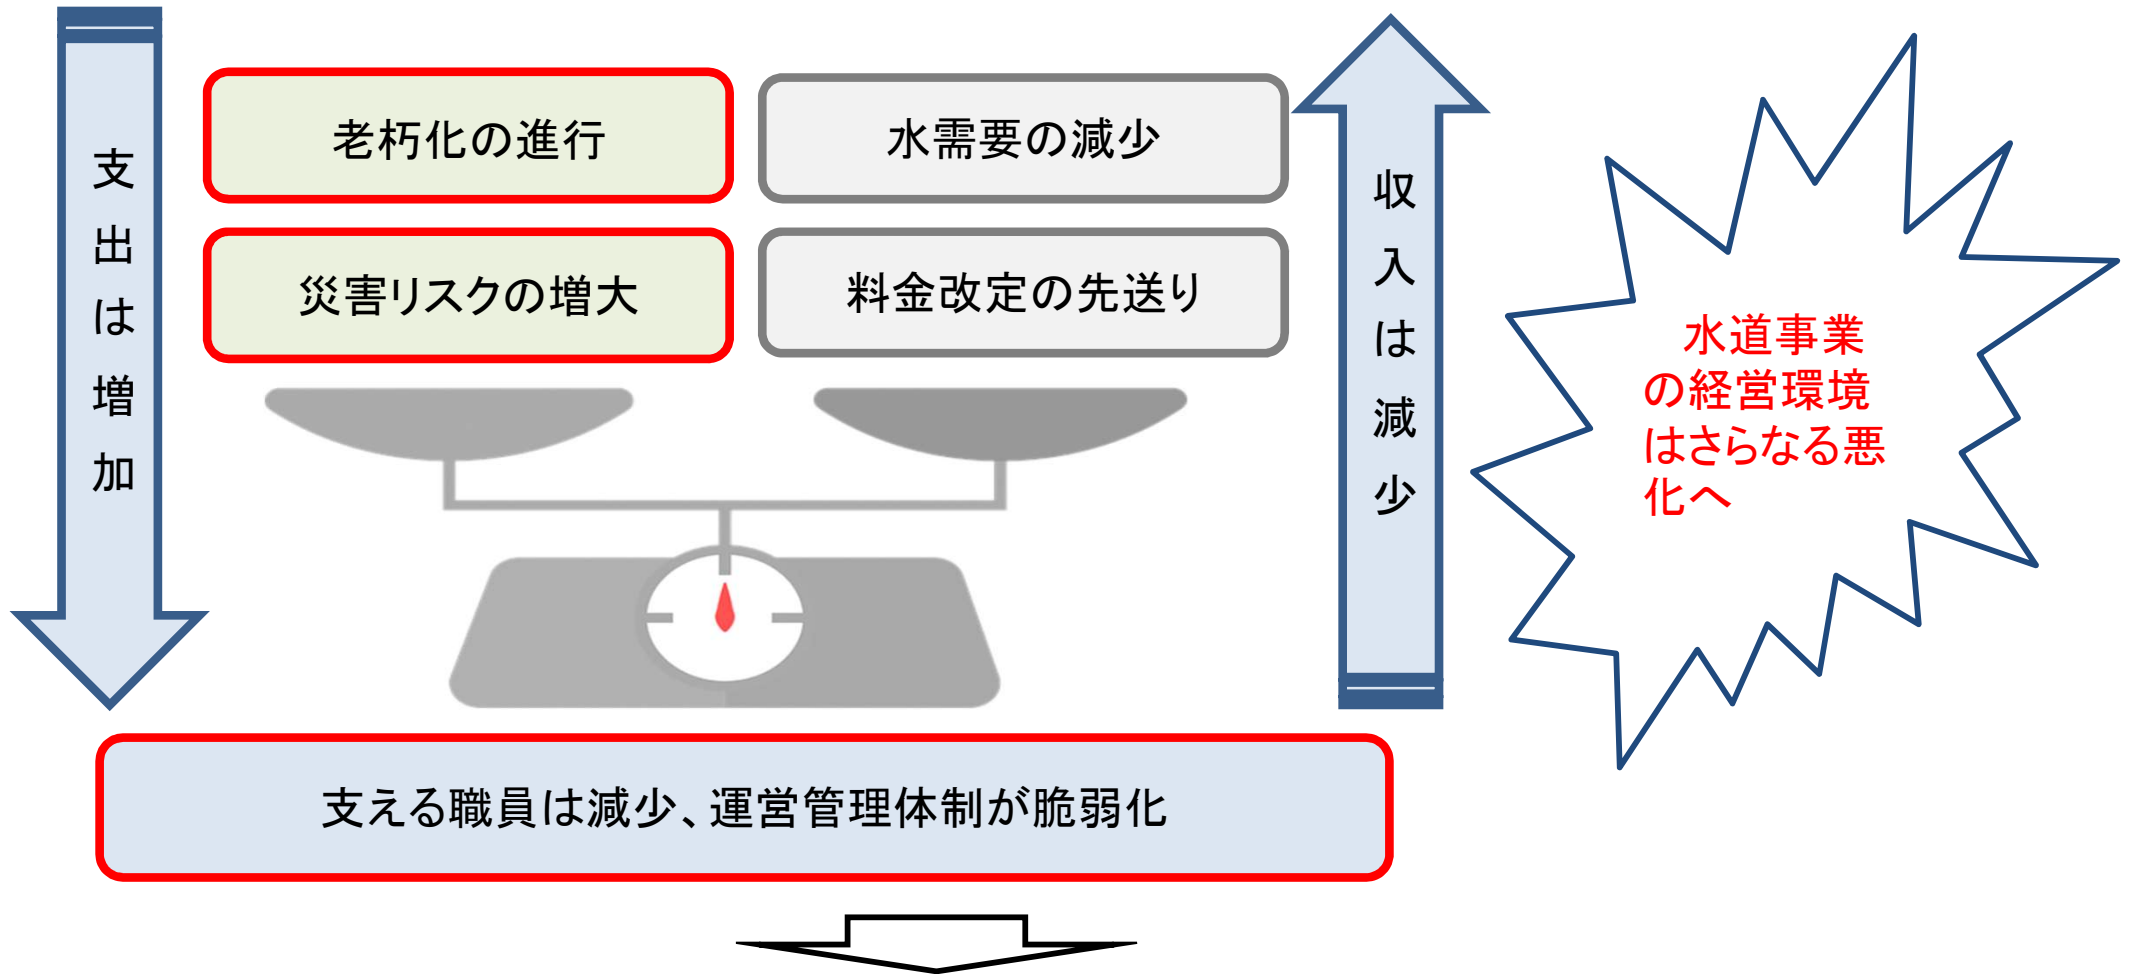 支出は増加
老朽化の進行
水需要の減少
災害リスクの増大
料金改定の先送り
収入は減少
水道事業
の経営環境
はさらなる悪
化へ
支える職員は減少、運営管理体制が脆弱化